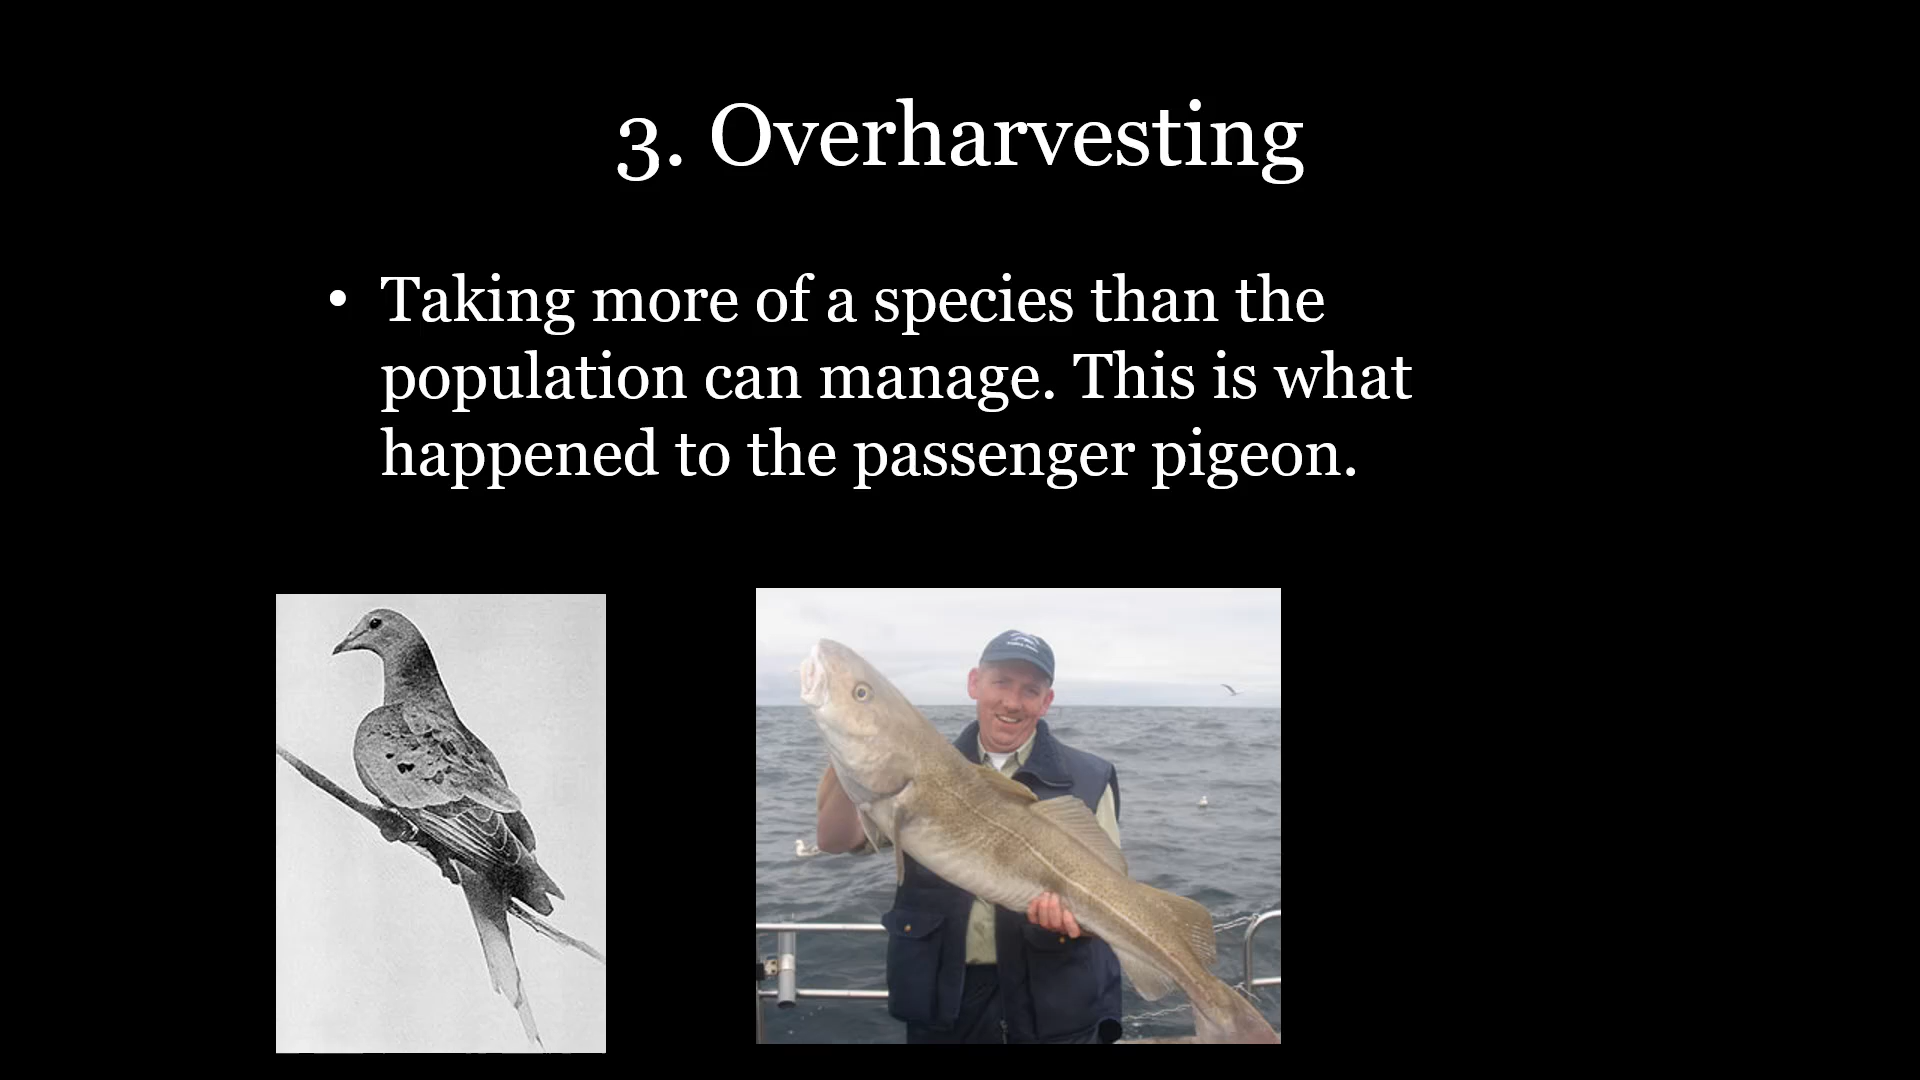 3. Overharvesting
• Taking more of a species than the
population can manage. This is what
happened to the passenger pigeon.